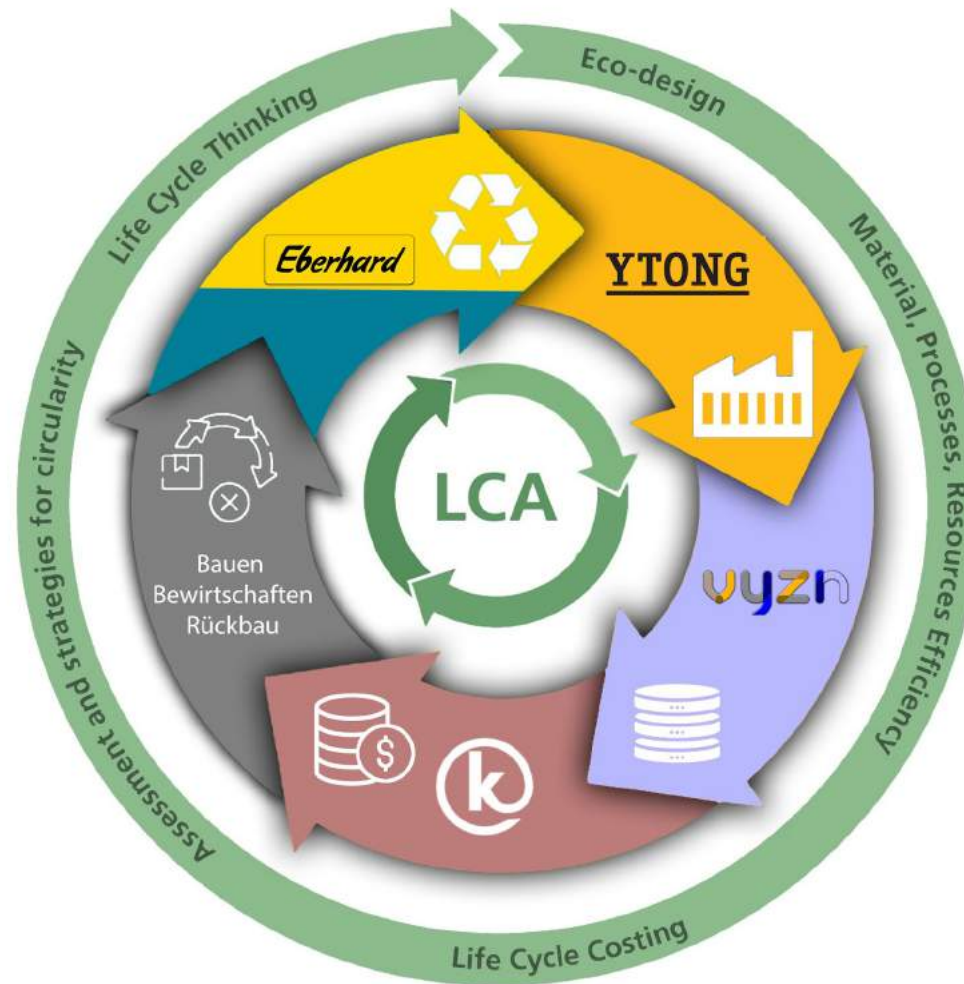 Life Cycle Thinking
Eco-design
Material, Processes, Resources Efficiency
Life Cycle Costing
Assessment and strategies for circularity
Eberhard
YTONG
vyzn
$
k
Bauen
Bewirtschaften
Rückbau
LCA